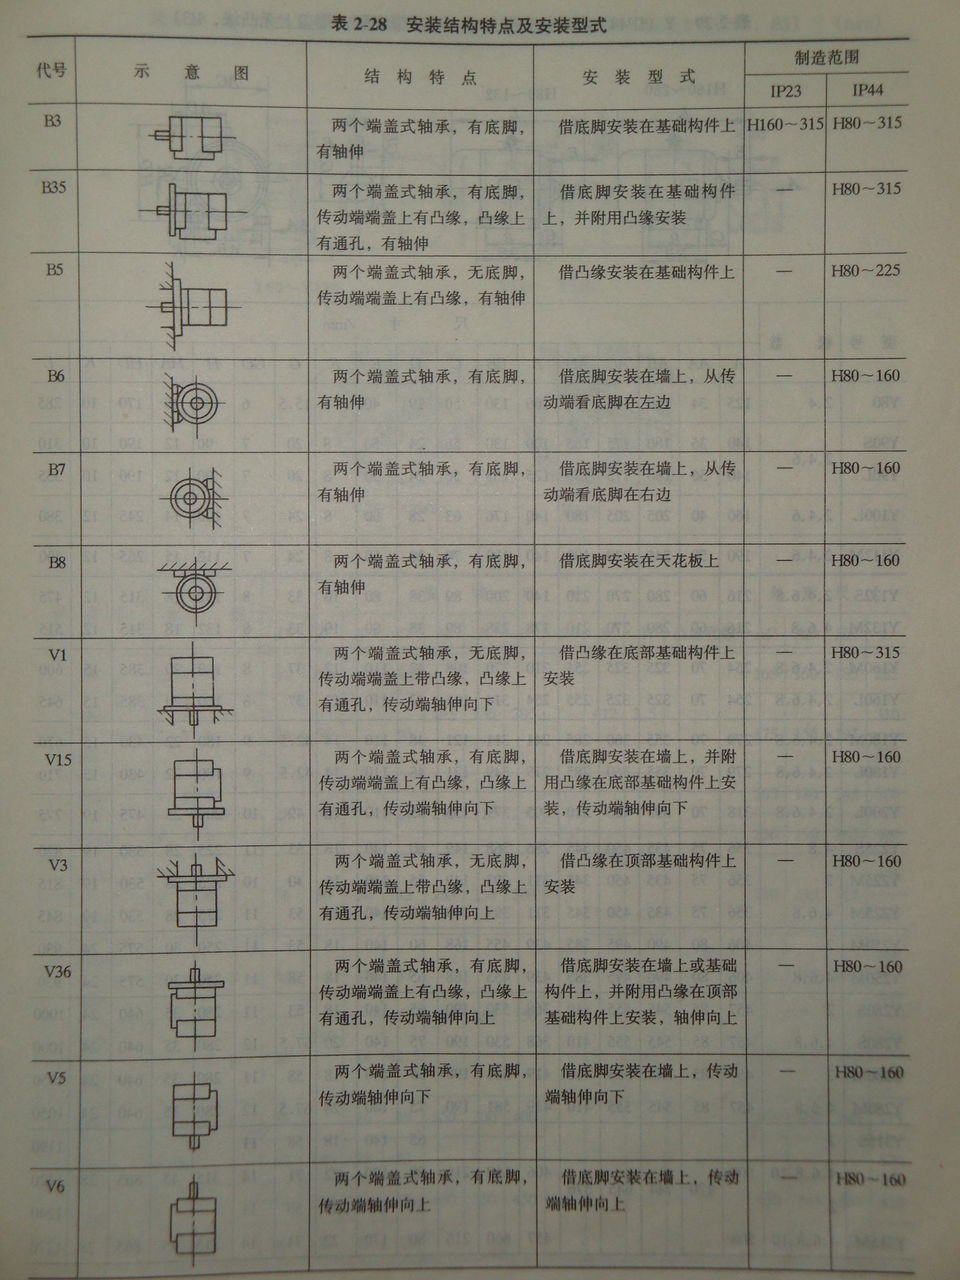 表 2-28 安装结构特点及安装型式
代号 示意图 结构特点 安装型式 制造范围
IP23 IP44
B3 两个端盖式轴承，有底脚， 借底脚安装在基础构件上 H160～315 H80～315
有轴伸
B35 两个端盖式轴承，有底脚， 借底脚安装在基础构件 — H80～315
传动端端盖上有凸缘，凸缘上 上，并附用凸缘安装
有通孔，有轴伸
B5 两个端盖式轴承，无底脚， 借凸缘安装在基础构件上 — H80～225
传动端端盖上有凸缘，有轴伸
B6 两个端盖式轴承，有底脚， 借底脚安装在墙上，从传 — H80～160
有轴伸 动端看底脚在左边
B7 两个端盖式轴承，有底脚， 借底脚安装在墙上，从传 — H80～160
有轴伸 动端看底脚在右边
B8 两个端盖式轴承，有底脚， 借底脚安装在天花板上 — H80～160
有轴伸
V1 两个端盖式轴承，无底脚， 借凸缘在底部基础构件上 — H80～315
传动端端盖上带凸缘，凸缘上 安装
有通孔，传动端轴伸向下
V15 两个端盖式轴承，有底脚， 借底脚安装在墙上，并附 — H80～160
传动端端盖上有凸缘，凸缘上 用凸缘在底部基础构件上安
有通孔，传动端轴伸向下 装，传动端轴伸向下
V3 两个端盖式轴承，无底脚， 借凸缘在顶部基础构件上 — H80～160
传动端端盖上带凸缘，凸缘上 安装
有通孔，传动端轴伸向上
V36 两个端盖式轴承，有底脚， 借底脚安装在墙上或基础 — H80～160
传动端端盖上有凸缘，凸缘上 构件上，并附用凸缘在顶部
有通孔，传动端轴伸向上 基础构件上安装，轴伸向上
V5 两个端盖式轴承，有底脚， 借底脚安装在墙上，传动 — H80～160
传动端轴伸向下 端轴伸向下
V6 两个端盖式轴承，有底脚， 借底脚安装在墙上，传动 — H80～160
传动端轴伸向上 端轴伸向上